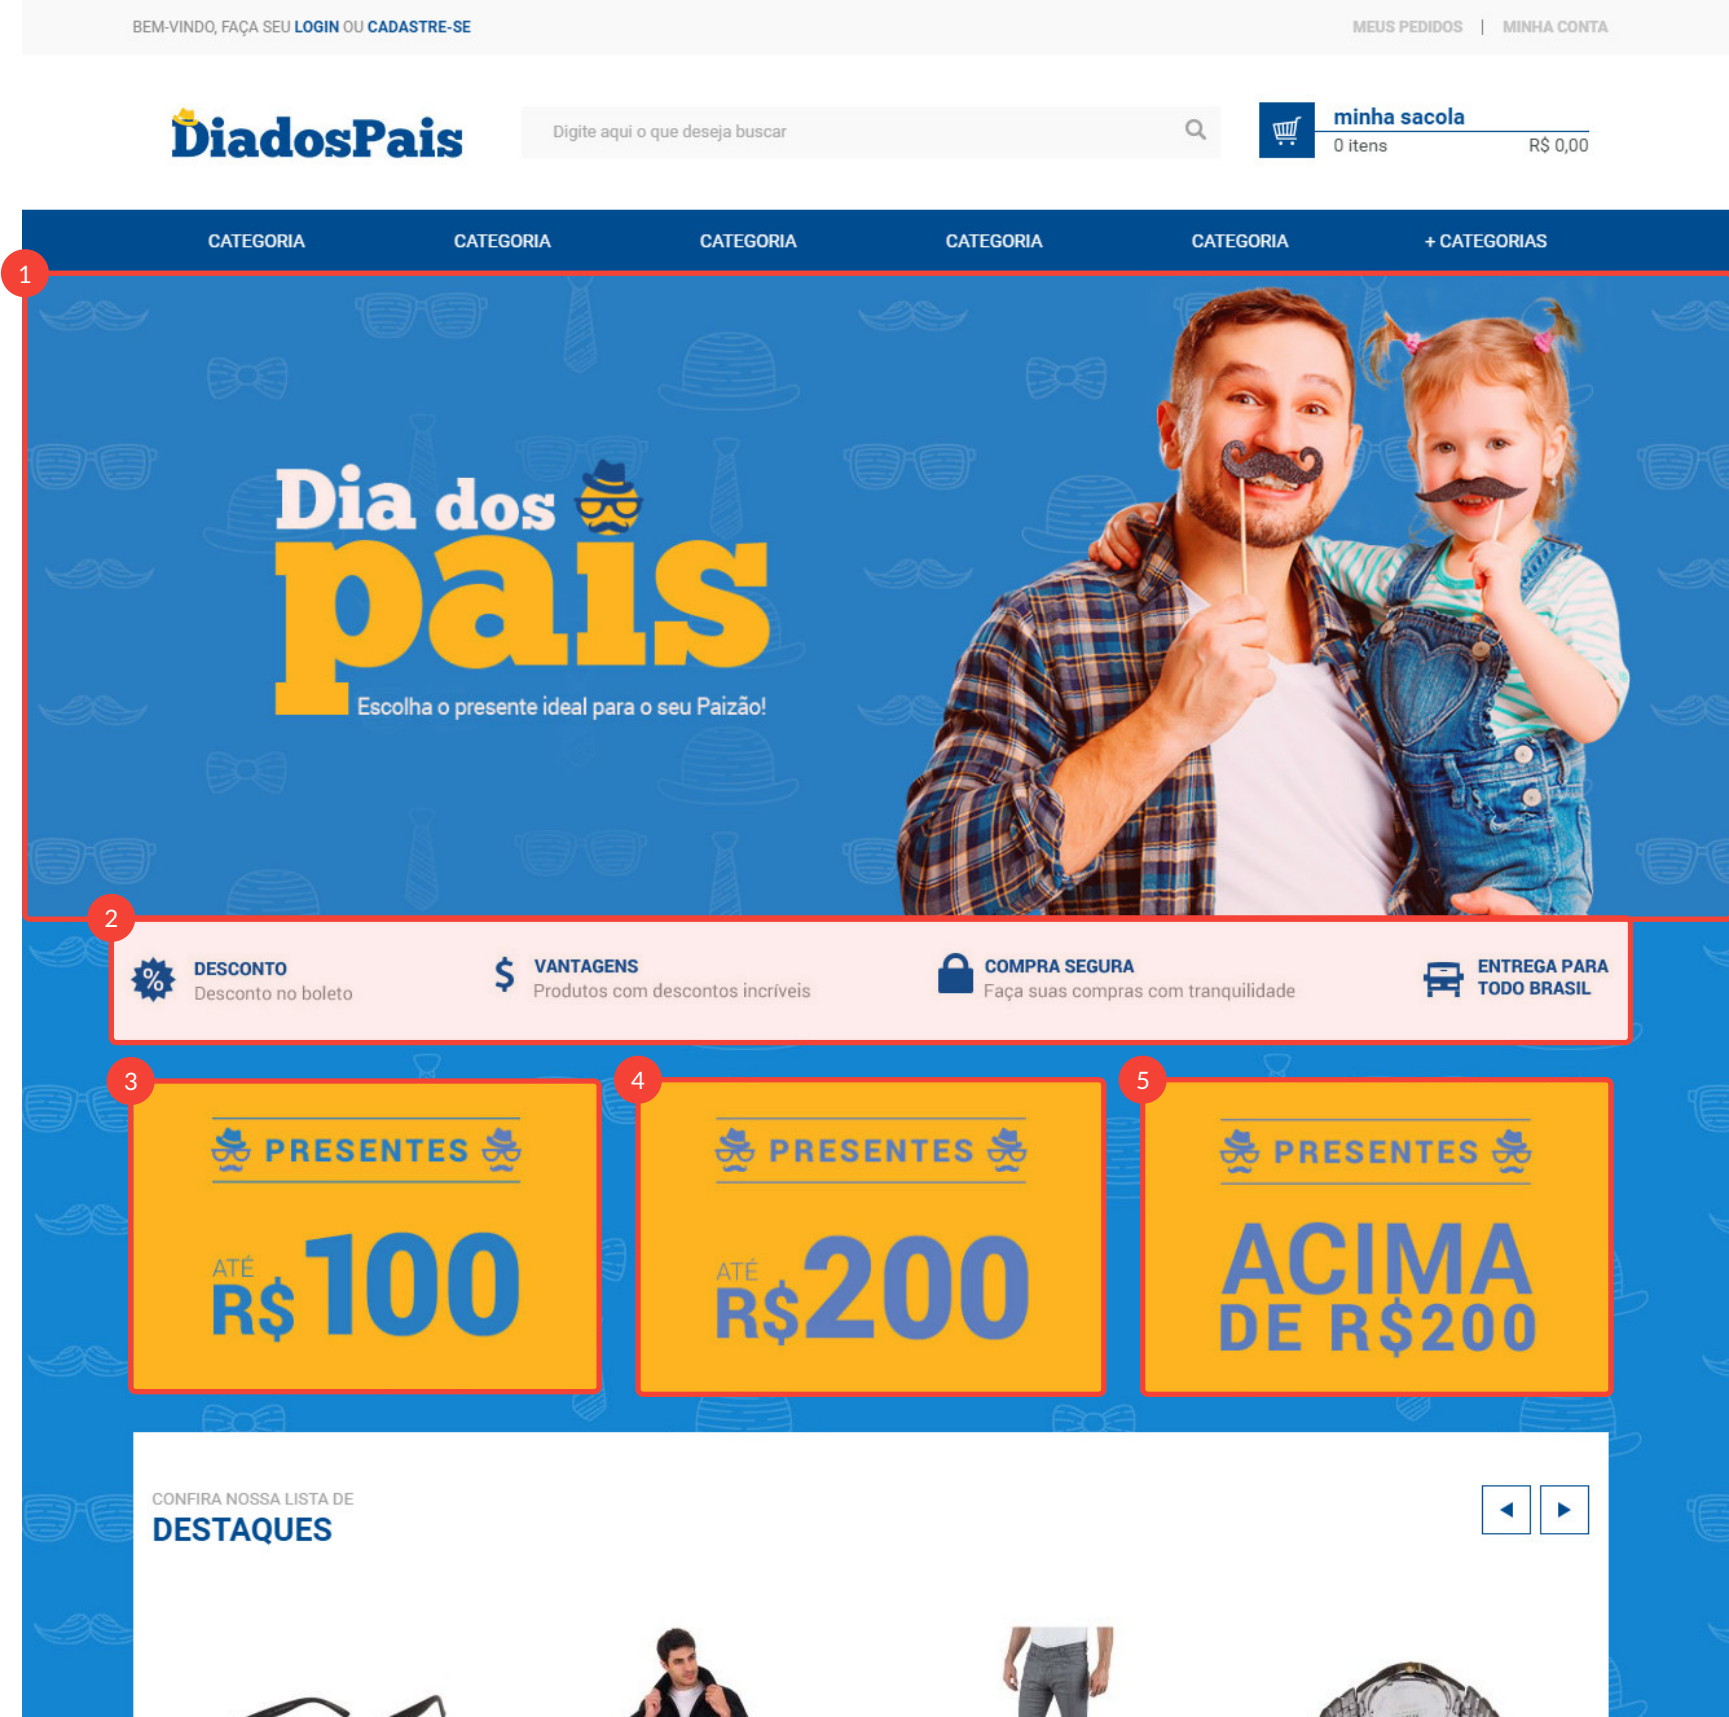 BEM-VINDO, FAÇA SEU LOGIN OU CADASTRE-SE
MEUS PEDIDOS | MINHA CONTA
DiadosPais
Digite aqui o que deseja buscar
minha sacola
0 itens
R$ 0,00
CATEGORIA
CATEGORIA
CATEGORIA
CATEGORIA
CATEGORIA
+ CATEGORIAS
1
Dia dos
pais
Escolha o presente ideal para o seu Paizão!
2
%
DESCONTO
Desconto no boleto
$
VANTAGENS
Produtos com descontos incríveis
COMPRA SEGURA
Faça suas compras com tranquilidade
ENTREGA PARA
TODO BRASIL
3
PRESENTES
ATÉ
R$100
4
PRESENTES
ATÉ
R$200
5
PRESENTES
ACIMA
DE R$200
CONFIRA NOSSA LISTA DE
DESTAQUES